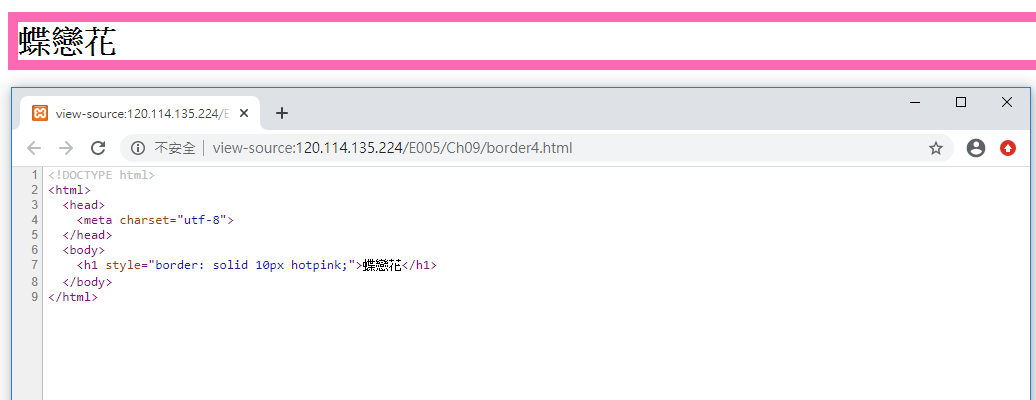 蝶戀花
view-source:120.114.135.224/E
不安全 view-source:120.114.135.224/E005/Ch09/border4.html
1 <!DOCTYPE html>
2 <html>
3 <head>
4 <meta charset="utf-8">
5 </head>
6 <body>
7 <h1 style="border: solid 10px hotpink;">蝶戀花</h1>
8 </body>
9 </html>